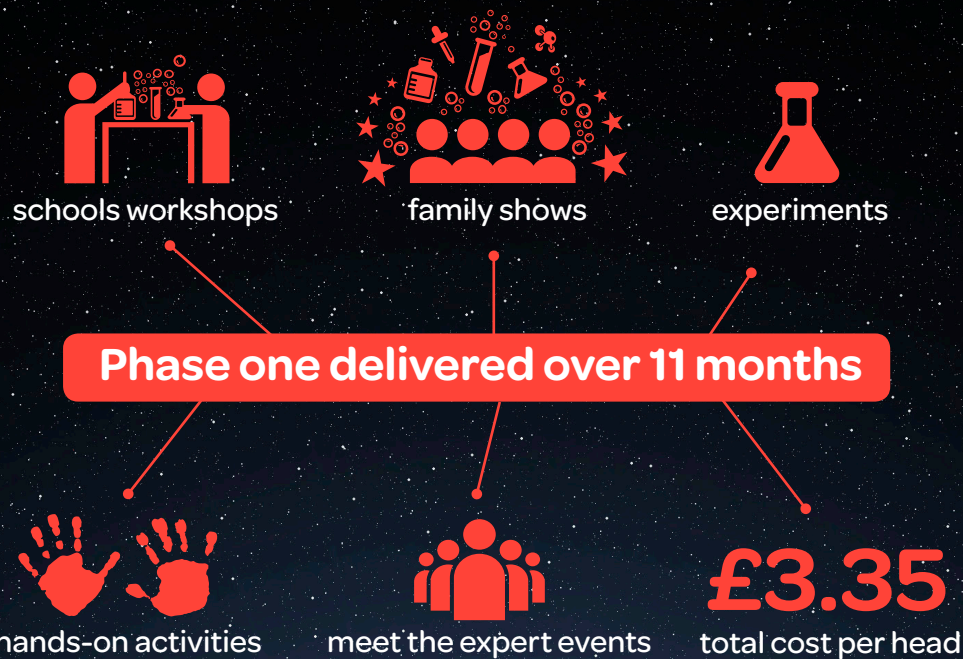 schools workshops
family shows
experiments
Phase one delivered over 11 months
hands-on activities
meet the expert events
£3.35
total cost per head